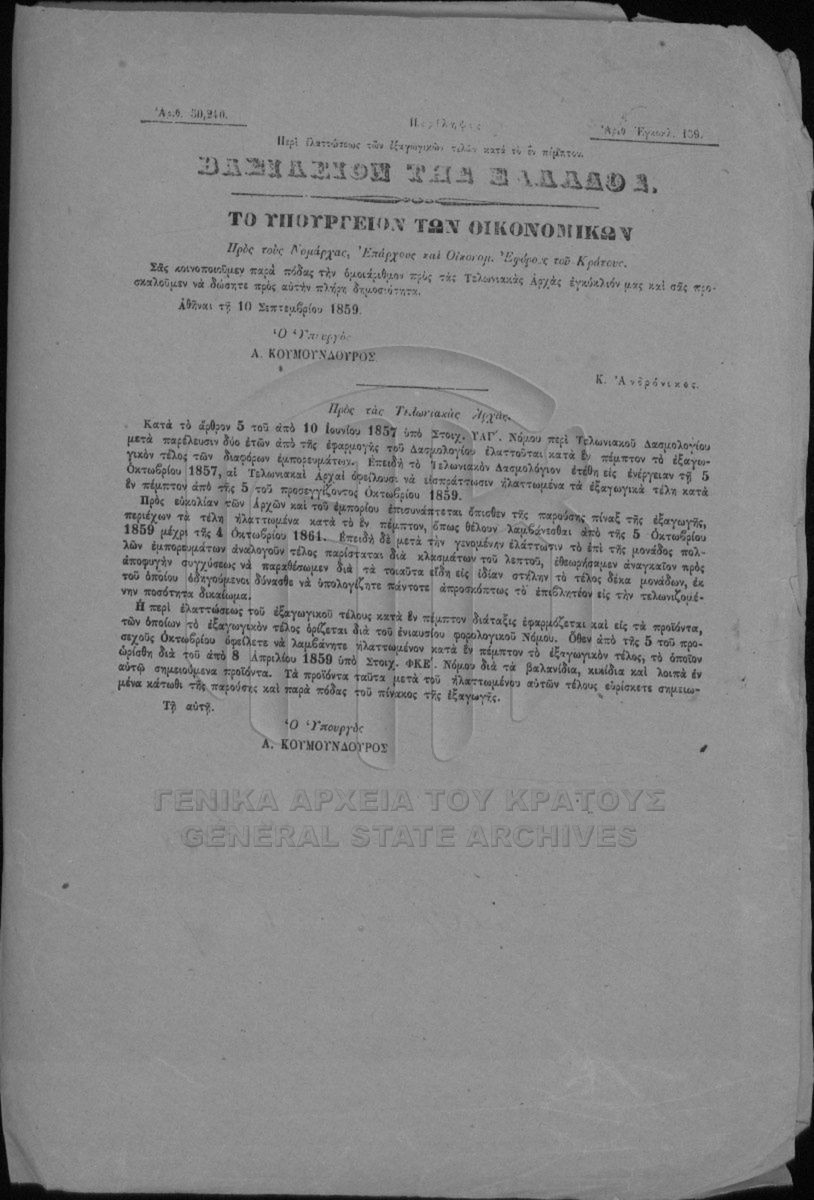 Ἀριθ. 30,240.
Περίληψις
Ἀριθ. Ἐγκυκλ. 139.
Περὶ ἐλαττώσεως τῶν ἐξαγωγικῶν τελῶν κατὰ τὸ ἓν πέμπτον.
ΒΑΣΙΛΕΙΟΝ ΤΗΣ ΕΛΛΑΔΟΣ.
ΤΟ ΥΠΟΥΡΓΕΙΟΝ ΤΩΝ ΟΙΚΟΝΟΜΙΚΩΝ
Πρὸς τοὺς Νομάρχας, Ἐπάρχους καὶ Οἰκονομ. Ἐφόρους τοῦ Κράτους.
Σᾶς κοινοποιοῦμεν παρὰ πόδας τὴν ὁμοιάριθμον πρὸς τὰς Τελωνιακὰς Ἀρχὰς ἐγκύκλιόν μας καὶ σᾶς προ-
σκαλοῦμεν νὰ δώσητε πρὸς αὐτὴν πλήρη δημοσιότητα.
Ἀθῆναι τῇ 10 Σεπτεμβρίου 1859.
Ὁ Ὑπουργὸς
Α. ΚΟΥΜΟΥΝΔΟΥΡΟΣ.
Κ. Ἀνδρόνικος.
Πρὸς τὰς Τελωνιακὰς Ἀρχάς.
Κατὰ τὸ ἄρθρον 5 τοῦ ἀπὸ 10 Ἰουνίου 1857 ὑπὸ Στοιχ. ΥΛΓ΄. Νόμου περὶ Τελωνιακοῦ Δασμολογίου
μετὰ παρέλευσιν δύο ἐτῶν ἀπὸ τῆς ἐφαρμογῆς τοῦ Δασμολογίου ἐλαττοῦται κατὰ ἓν πέμπτον τὸ ἐξαγω-
γικὸν τέλος τῶν διαφόρων ἐμπορευμάτων. Ἐπειδὴ τὸ Τελωνιακὸν Δασμολόγιον ἐτέθη εἰς ἐνέργειαν τῇ 5
Ὀκτωβρίου 1857, αἱ Τελωνιακαὶ Ἀρχαὶ ὀφείλουσι νὰ εἰσπράττωσιν ἠλαττωμένα τὰ ἐξαγωγικὰ τέλη κατὰ
ἓν πέμπτον ἀπὸ τῆς 5 τοῦ προσεγγίζοντος Ὀκτωβρίου 1859.
Πρὸς εὐκολίαν τῶν Ἀρχῶν καὶ τοῦ ἐμπορίου ἐπισυνάπτεται ὄπισθεν τῆς παρούσης πίναξ τῆς ἐξαγωγῆς,
περιέχων τὰ τέλη ἠλαττωμένα κατὰ τὸ ἓν πέμπτον, ὅπως θέλουν λαμβάνεσθαι ἀπὸ τῆς 5 Ὀκτωβρίου
1859 μέχρι τῆς 4 Ὀκτωβρίου 1861. Ἐπειδὴ δὲ μετὰ τὴν γενομένην ἐλάττωσιν τὸ ἐπὶ τῆς μονάδος πολ-
λῶν ἐμπορευμάτων ἀναλογοῦν τέλος παρίσταται διὰ κλασμάτων τοῦ λεπτοῦ, ἐθεωρήσαμεν ἀναγκαῖον πρὸς
ἀποφυγὴν συγχύσεως νὰ παραθέσωμεν διὰ τὰ τοιαῦτα εἴδη εἰς ἰδίαν στήλην τὸ τέλος δέκα μονάδων, ἐκ
τοῦ ὁποίου ὁδηγούμενοι δύνασθε νὰ ὑπολογίζητε πάντοτε ἀπροσκόπτως τὸ ἐπιβλητέον εἰς τὴν τελωνιζομέ-
νην ποσότητα δικαίωμα.
Ἡ περὶ ἐλαττώσεως τοῦ ἐξαγωγικοῦ τέλους κατὰ ἓν πέμπτον διάταξις ἐφαρμόζεται καὶ εἰς τὰ προϊόντα,
τῶν ὁποίων τὸ ἐξαγωγικὸν τέλος ὁρίζεται διὰ τοῦ ἐνιαυσίου φορολογικοῦ Νόμου. Ὅθεν ἀπὸ τῆς 5 τοῦ προ-
σεχοῦς Ὀκτωβρίου ὀφείλετε νὰ λαμβάνητε ἠλαττωμένον κατὰ ἓν πέμπτον τὸ ἐξαγωγικὸν τέλος, τὸ ὁποῖον
ὡρίσθη διὰ τοῦ ἀπὸ 8 Ἀπριλίου 1859 ὑπὸ Στοιχ. ΦΚΕ΄. Νόμου διὰ τὰ βαλανίδια, κικίδια καὶ λοιπὰ ἐν
αὐτῷ σημειούμενα προϊόντα. Τὰ προϊόντα ταῦτα μετὰ τοῦ ἠλαττωμένου αὐτῶν τέλους εὑρίσκετε σημειω-
μένα κάτωθι τῆς παρούσης καὶ παρὰ πόδας τοῦ πίνακος τῆς ἐξαγωγῆς.
Τῇ αὐτῇ.
Ὁ Ὑπουργὸς
Α. ΚΟΥΜΟΥΝΔΟΥΡΟΣ
ΓΕΝΙΚΑ ΑΡΧΕΙΑ ΤΟΥ ΚΡΑΤΟΥΣ
GENERAL STATE ARCHIVES